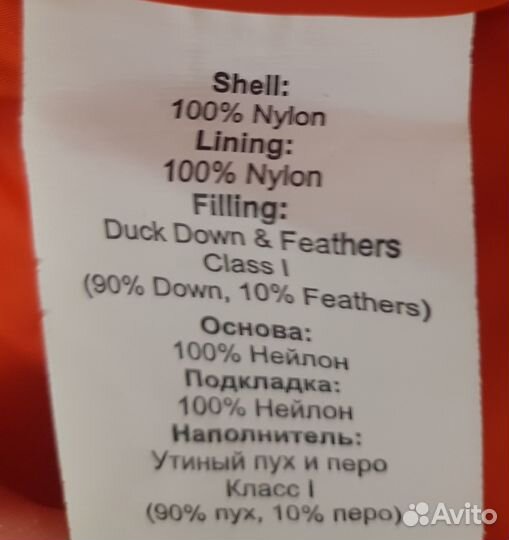 Shell:
100% Nylon
Lining:
100% Nylon
Filling:
Duck Down & Feathers
Class I
(90% Down, 10% Feathers)
Основа:
100% Нейлон
Подкладка:
100% Нейлон
Наполнитель:
Утиный пух и перо
Класс I
(90% пух, 10% перо)
Avito